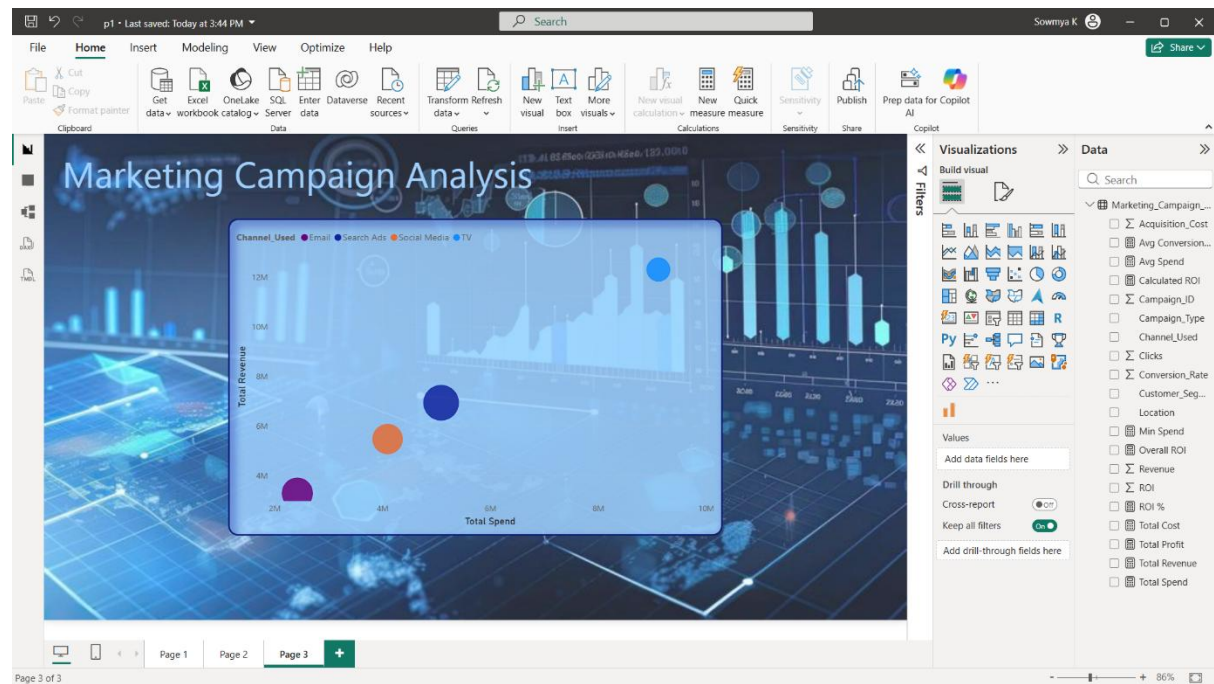 p1 • Last saved: Today at 3:44 PM
Search
Sowmya K
File Home Insert Modeling View Optimize Help
Share
Paste
Cut
Copy
Format painter
Clipboard
Get data
Excel workbook
OneLake catalog
SQL Server
Enter data
Dataverse
Recent sources
Data
Transform data
Refresh
Queries
New visual
Text box
More visuals
Insert
New visual calculation
New measure
Quick measure
Calculations
Sensitivity
Sensitivity
Publish
Share
Prep data for AI
Copilot
Copilot
Marketing Campaign Analysis
Channel_Used Email Search Ads Social Media TV
12M
10M
8M
6M
4M
Total Revenue
2M 4M 6M 8M 10M
Total Spend
Filters
Visualizations
Build visual
R
Py
Values
Add data fields here
Drill through
Cross-report Off
Keep all filters On
Add drill-through fields here
Data
Search
Marketing_Campaign_...
Acquisition_Cost
Avg Conversion...
Avg Spend
Calculated ROI
Campaign_ID
Campaign_Type
Channel_Used
Clicks
Conversion_Rate
Customer_Seg...
Location
Min Spend
Overall ROI
Revenue
ROI
ROI %
Total Cost
Total Profit
Total Revenue
Total Spend
Page 1 Page 2 Page 3 +
Page 3 of 3
- + 86%